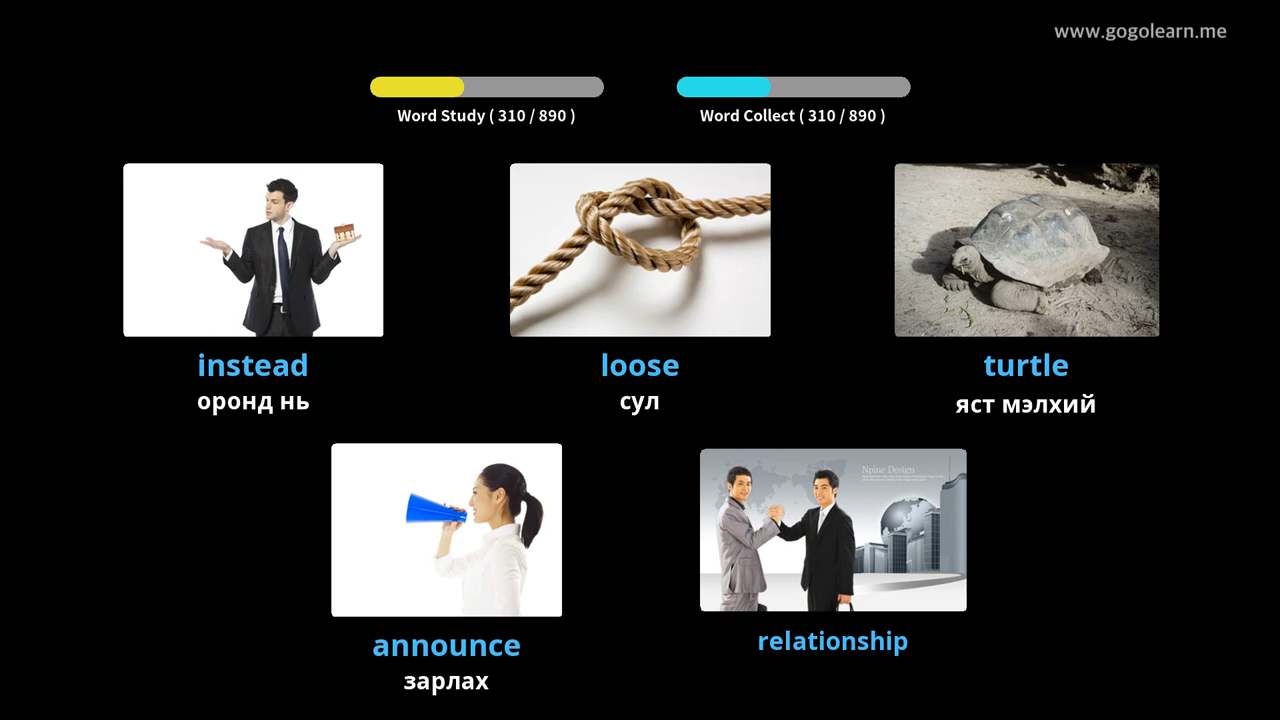 www.gogolearn.me
Word Study ( 310 / 890 )
Word Collect ( 310 / 890 )
instead
оронд нь
loose
сул
turtle
яст мэлхий
announce
зарлах
Npine Design
relationship